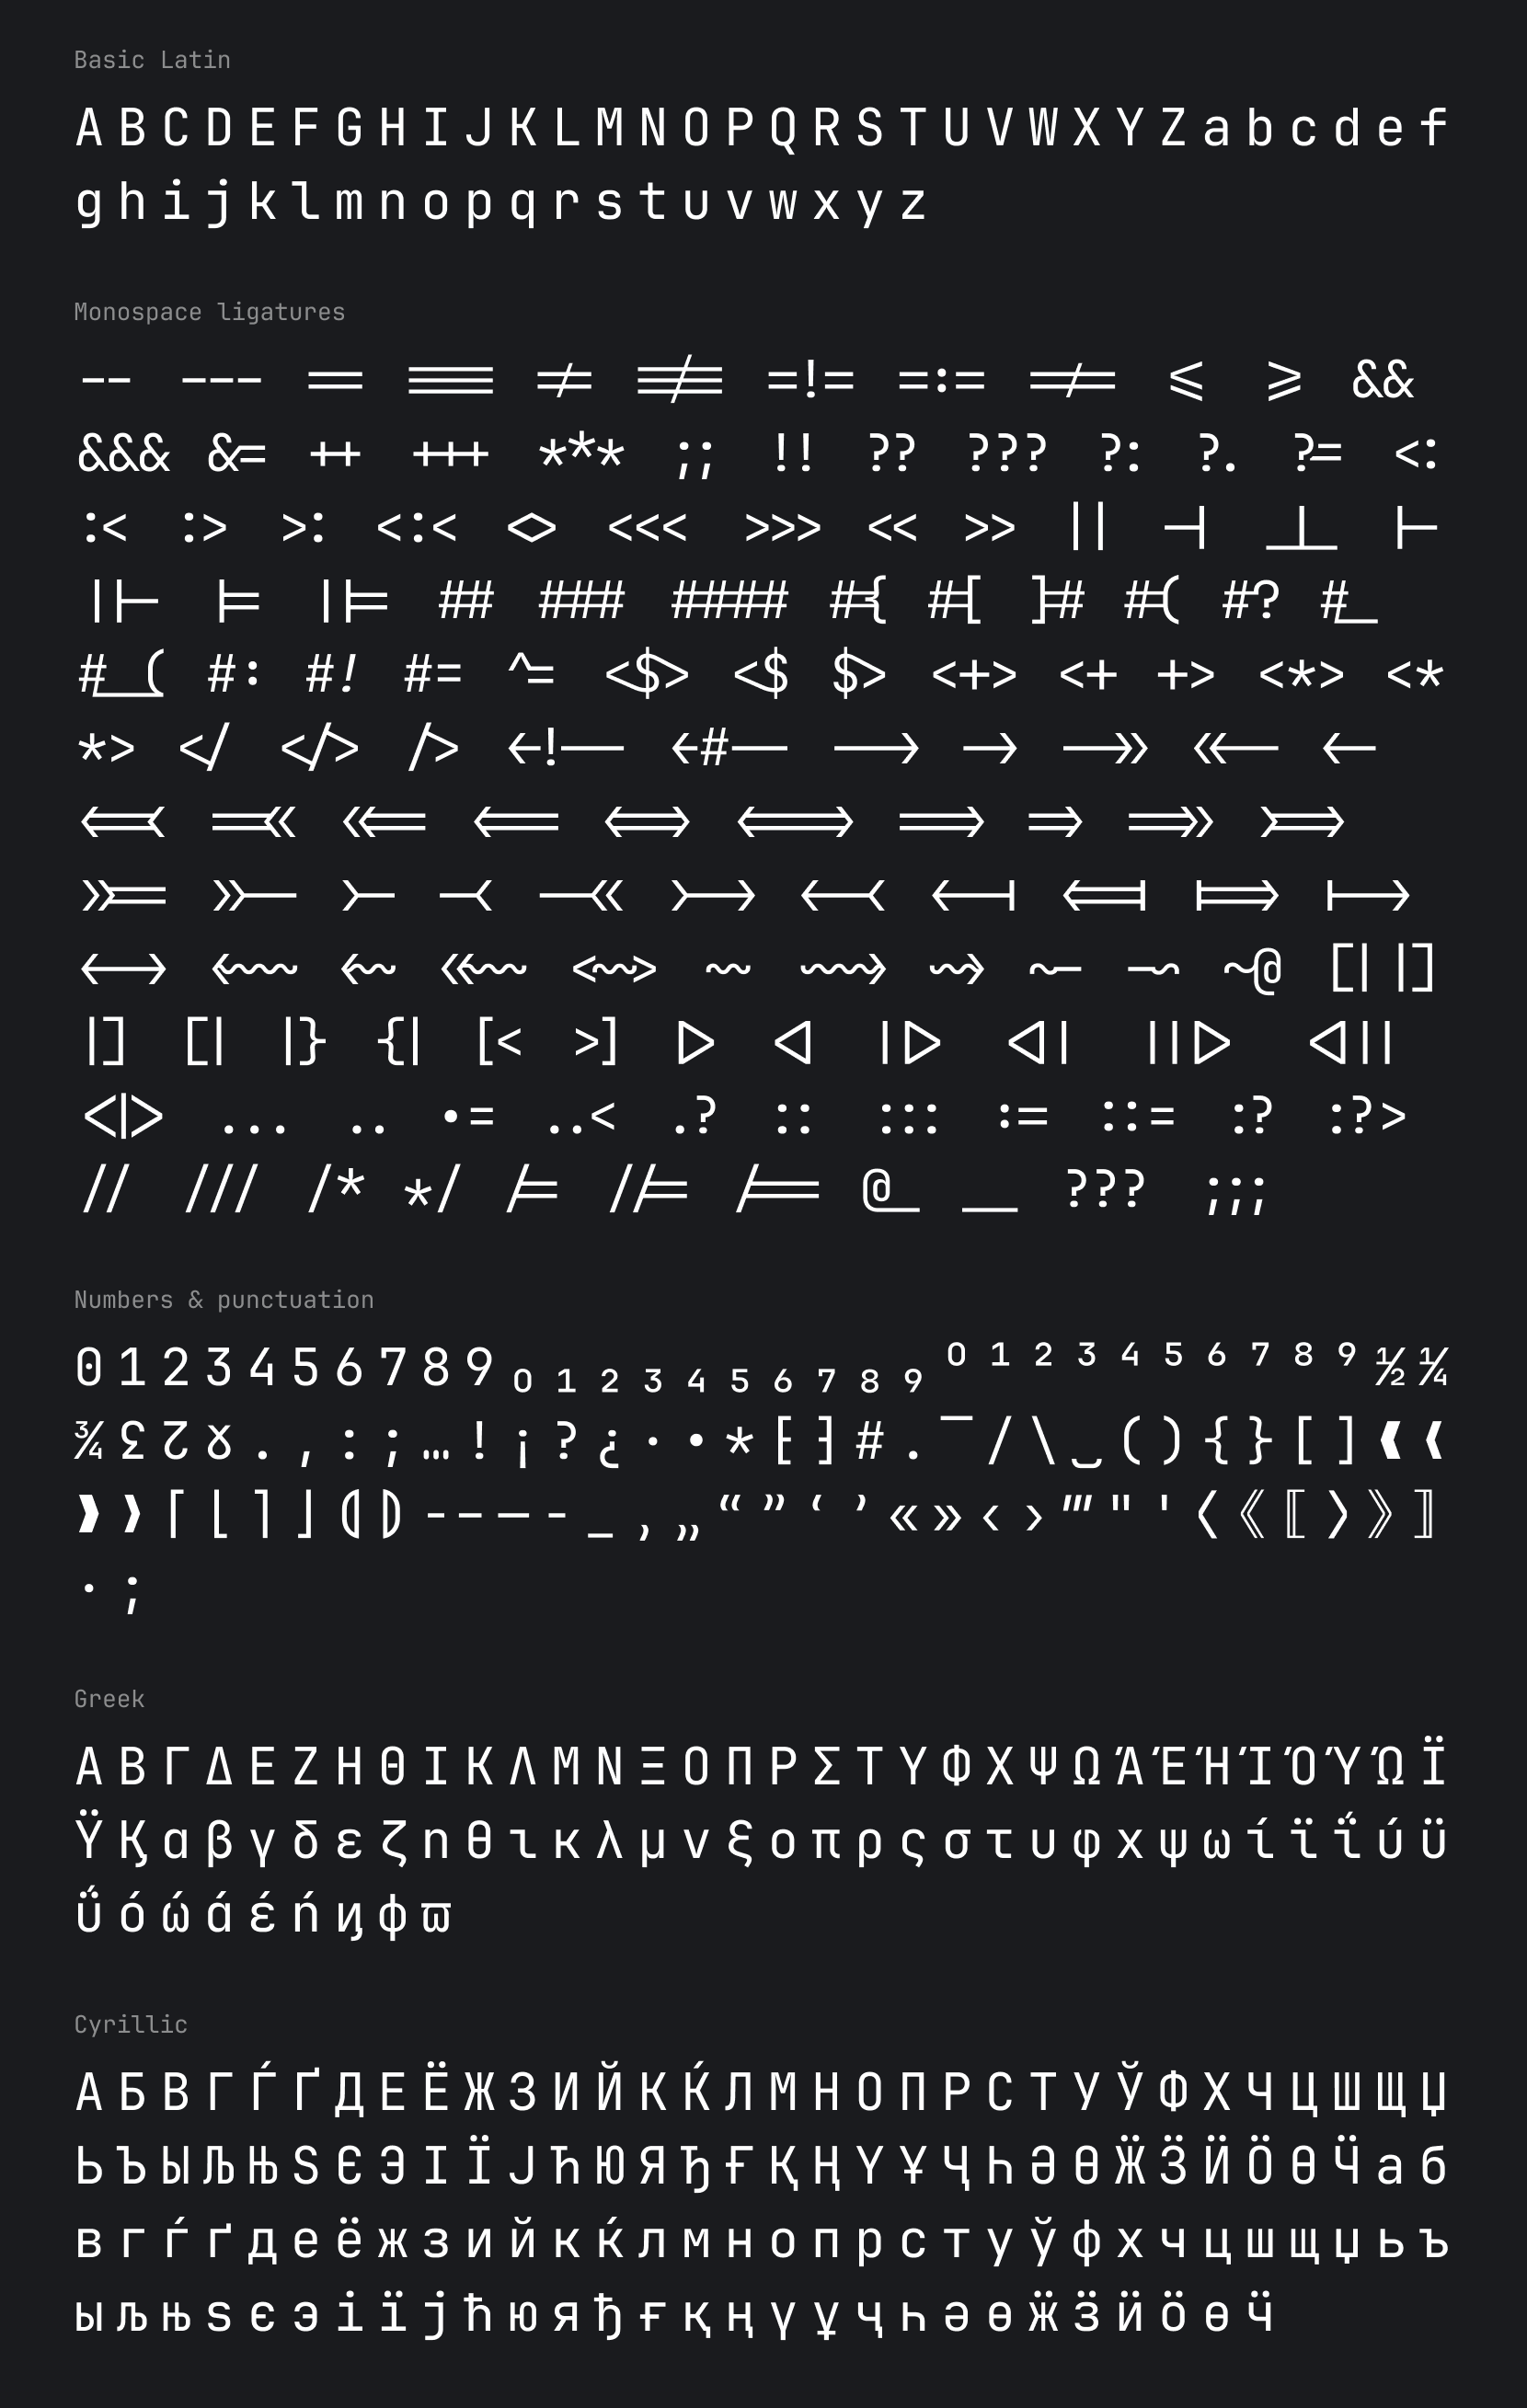 Basic Latin
A B C D E F G H I J K L M N O P Q R S T U V W X Y Z a b c d e f
g h i j k l m n o p q r s t u v w x y z
Monospace ligatures
-- --- == === != !== =!= =:= =/= <= >= &&
&&& &= ++ +++ *** ;; !! ?? ??? ?: ?. ?= <:
:< :> >: <:< <> <<< >>> << >> || -| _|_ |-
||- |= ||= ## ### #### #{ #[ ]# #( #? #_
#_( #: #! #= ^= <$> <$ $> <+> <+ +> <*> <*
*> </ </> /> <!-- <#-- --> -> ->> <<- <-
<=< =<< <<= <== <=> <==> ==> => =>> >=>
>>= >>- >- -< -<< >-> <-< <-| <=| |=> |->
<-> <~~ <~ <<~ <~> ~~ ~~> ~> ~- -~ ~@ [||]
|] [| |} {| [< >] |> <| ||> <|| |||> <|||
<|> ... .. .= ..< .? :: ::: := ::= :? :?>
// /// /* */ /= //= /== @_ __ ??? ;;;
Numbers & punctuation
0 1 2 3 4 5 6 7 8 9 ₀ ₁ ₂ ₃ ₄ ₅ ₆ ₇ ₈ ₉ ⁰ ¹ ² ³ ⁴ ⁵ ⁶ ⁷ ⁸ ⁹ ½ ¼
¾ . , : ; … ! ¡ ? ¿ · • * ⁅ ⁆ # . ‾ / \ ‿ ( ) { } [ ] ❰ ❬
❱ ❭ ⌈ ⌊ ⌉ ⌋ ⦇ ⦈ - – — ‐ _ ‚ „ “ ” ‘ ’ « » ‹ › ‴ " ' ⟨ ⟪ ⟦ ⟩ ⟫ ⟧
· ;
Greek
Α Β Γ Δ Ε Ζ Η Θ Ι Κ Λ Μ Ν Ξ Ο Π Ρ Σ Τ Υ Φ Χ Ψ Ω Ά Έ Ή Ί Ό Ύ Ώ Ϊ
Ϋ Ϗ α β γ δ ε ζ η θ ι κ λ μ ν ξ ο π ρ ς σ τ υ φ χ ψ ω ί ϊ ΐ ύ ϋ
ΰ ό ώ ά έ ή ϗ ϕ ϖ
Cyrillic
А Б В Г Ѓ Ґ Д Е Ё Ж З И Й К Ќ Л М Н О П Р С Т У Ў Ф Х Ч Ц Ш Щ Џ
Ь Ъ Ы Љ Њ Ѕ Є Э І Ї Ј Ћ Ю Я Ђ Ғ Қ Ң Ү Ұ Ҷ Һ Ә Ө Ӝ Ӟ Ӥ Ӧ Ө Ӵ а б
в г ѓ ґ д е ё ж з и й к ќ л м н о п р с т у ў ф х ч ц ш щ џ ь ъ
ы љ њ ѕ є э і ї ј ћ ю я ђ ғ қ ң ү ұ ҷ һ ә ө ӝ ӟ ӥ ӧ ө ӵ